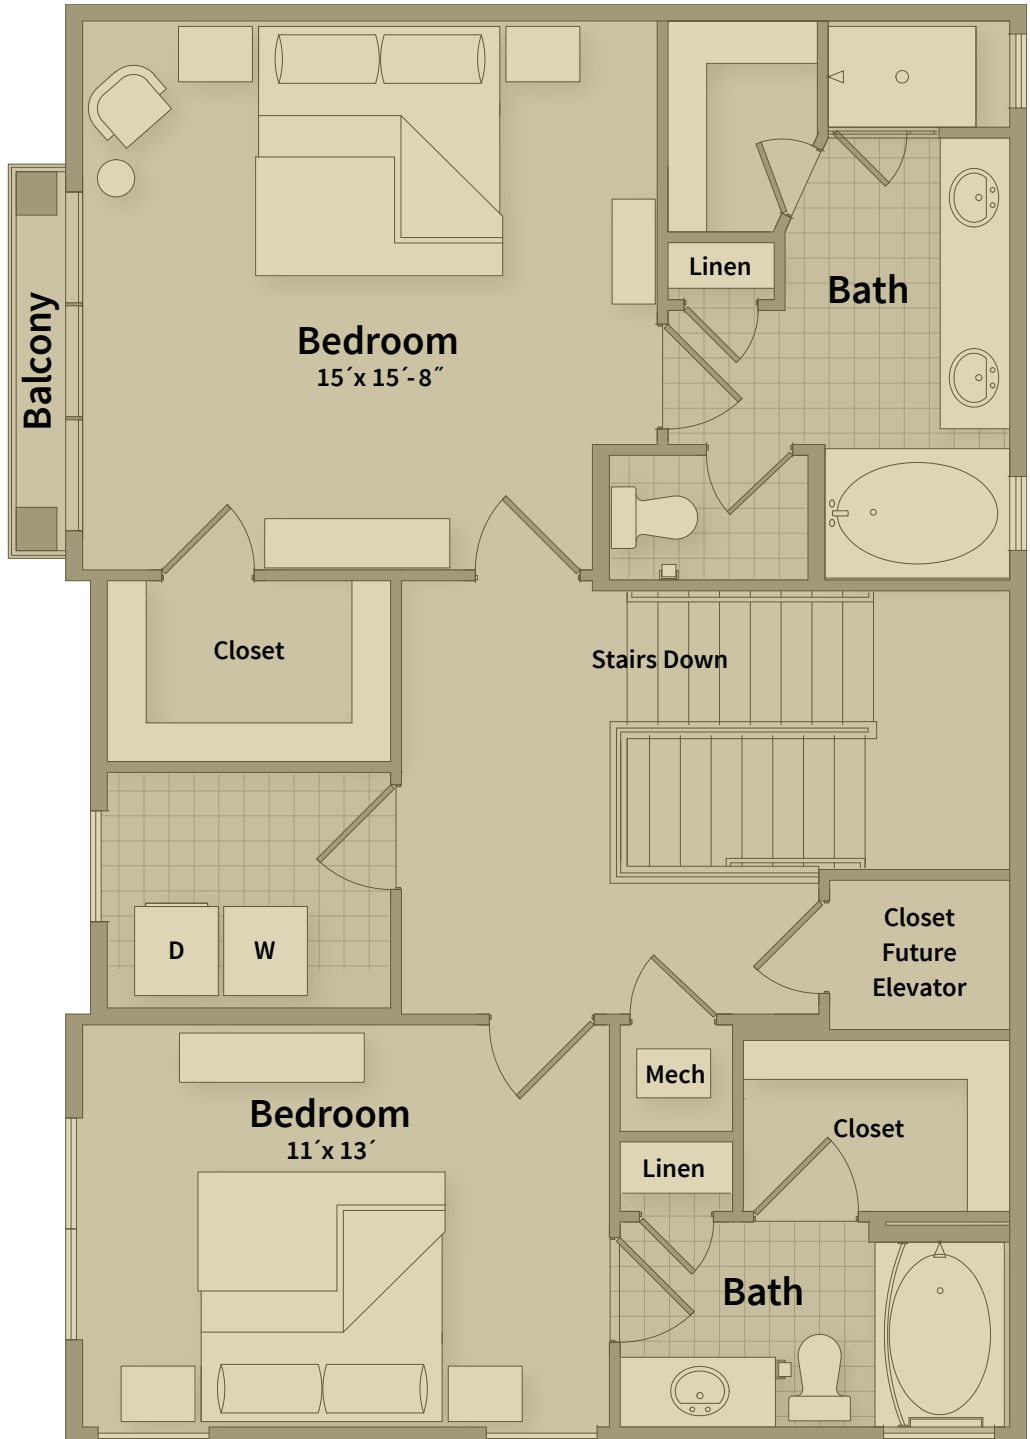 Linen
Bath
Balcony
Bedroom
15´x 15´-8˝
Closet
Stairs Down
D
W
Closet
Future
Elevator
Mech
Bedroom
11´x 13´
Closet
Linen
Bath